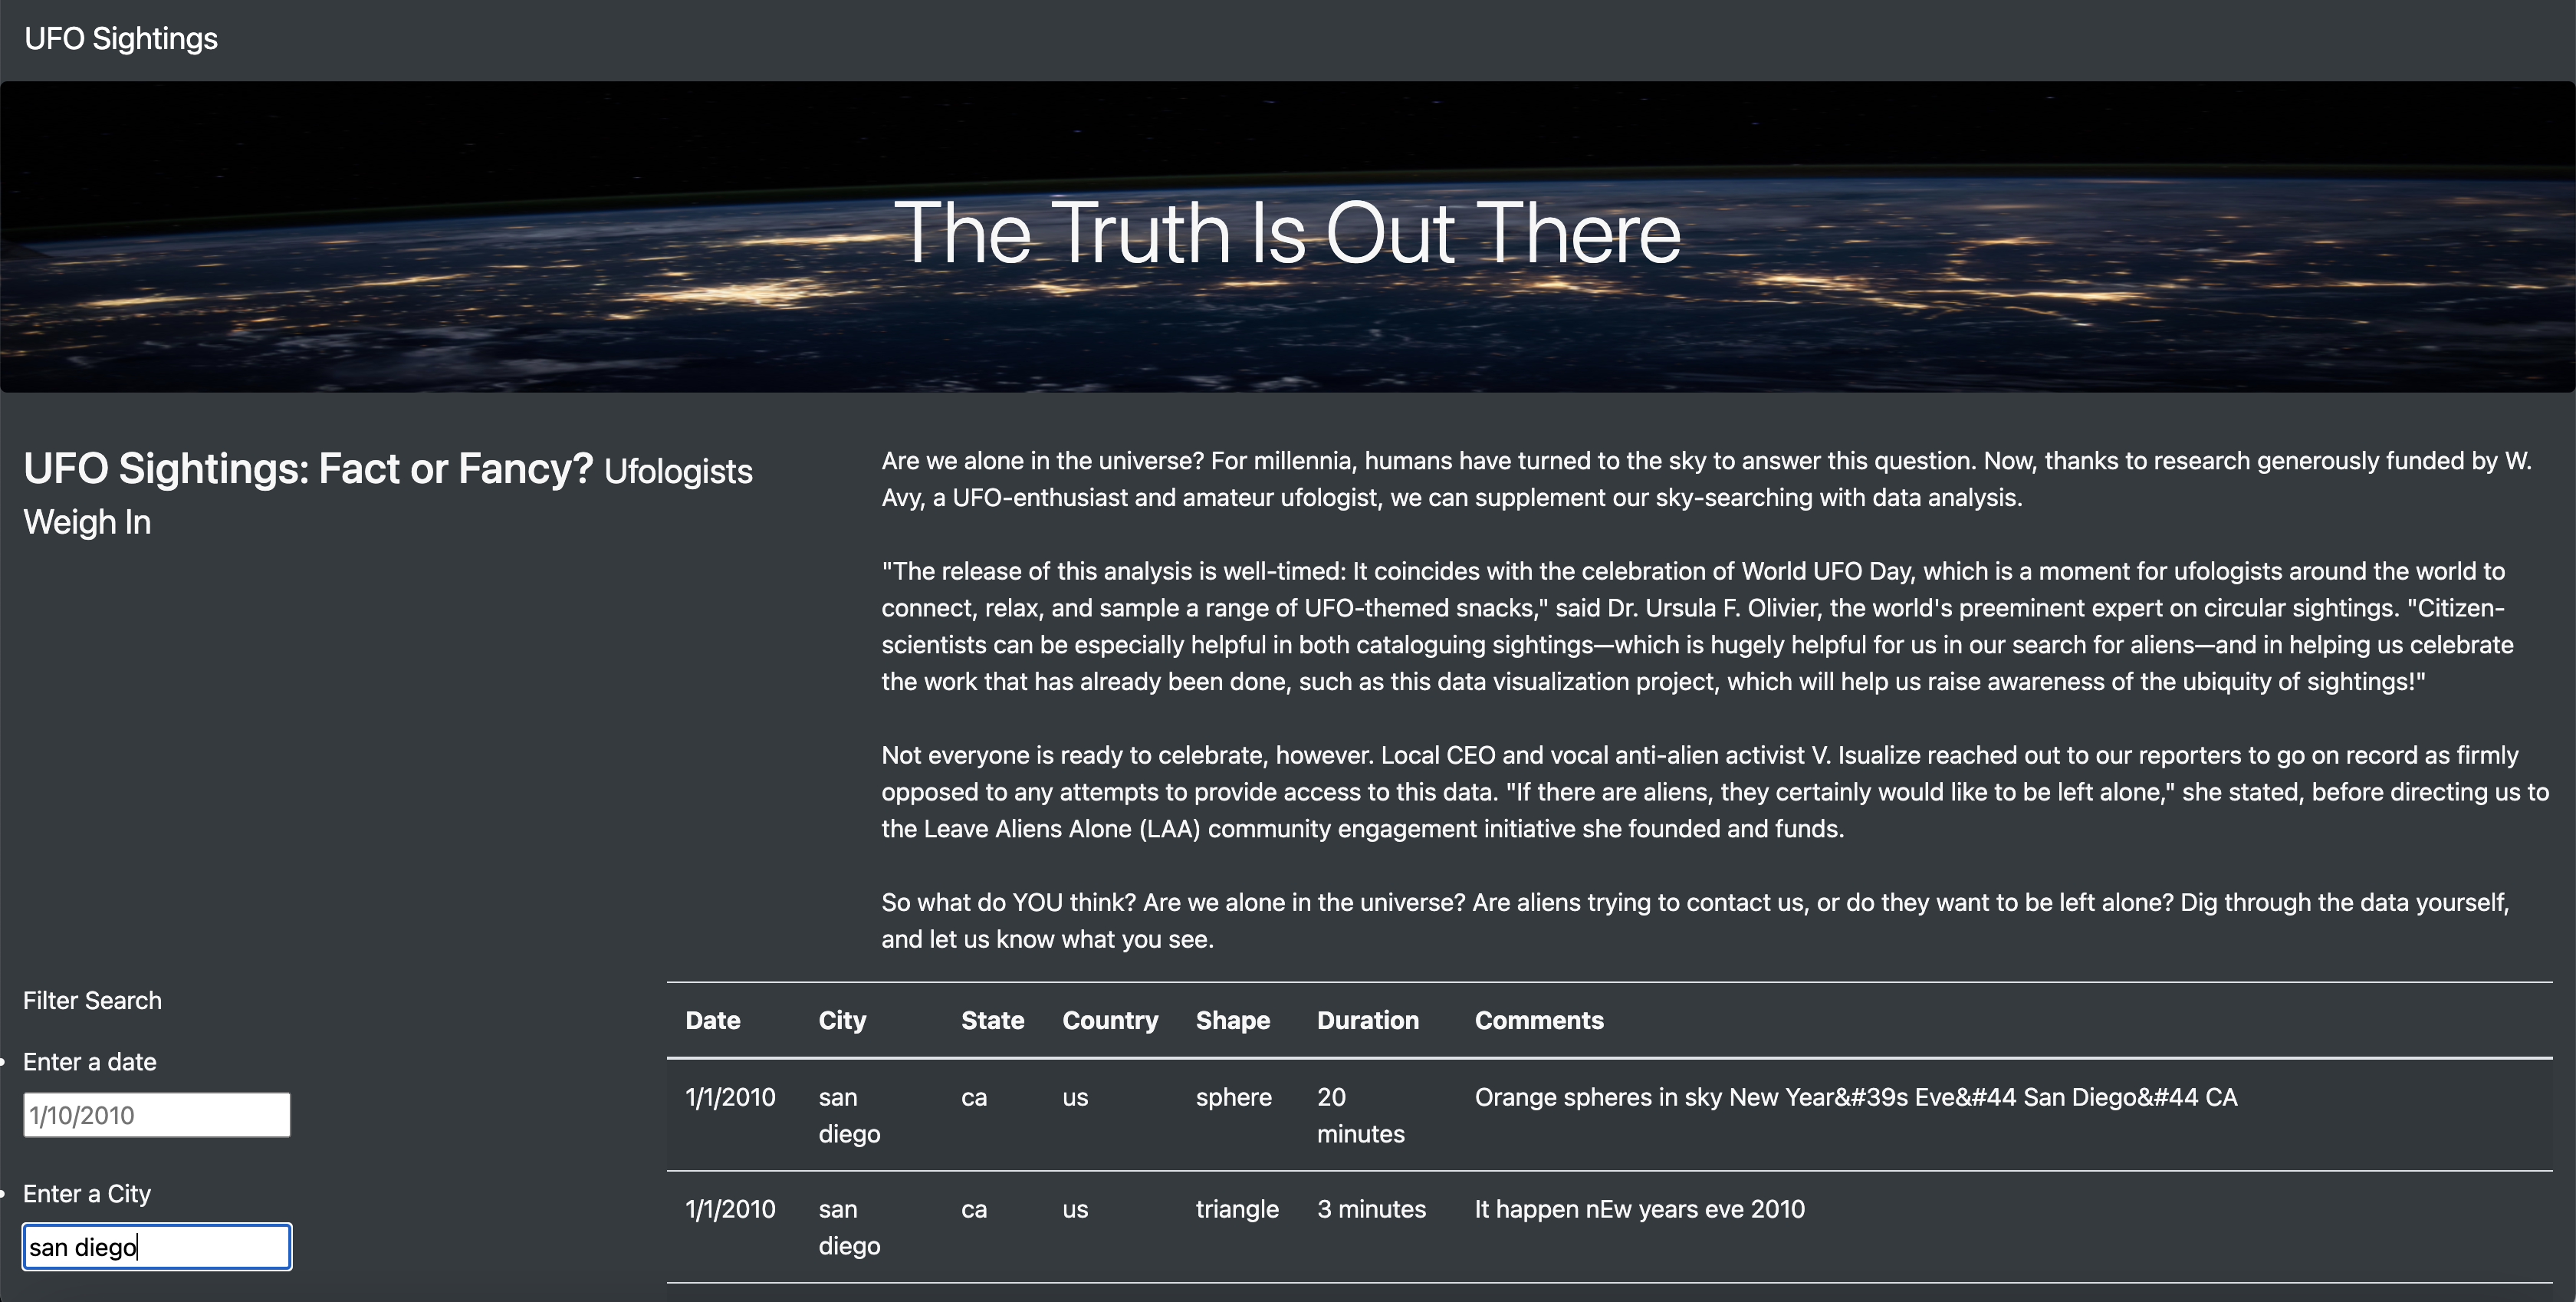 UFO Sightings
The Truth Is Out There
UFO Sightings: Fact or Fancy? Ufologists
Weigh In
Are we alone in the universe? For millennia, humans have turned to the sky to answer this question. Now, thanks to research generously funded by W.
Avy, a UFO-enthusiast and amateur ufologist, we can supplement our sky-searching with data analysis.
"The release of this analysis is well-timed: It coincides with the celebration of World UFO Day, which is a moment for ufologists around the world to
connect, relax, and sample a range of UFO-themed snacks," said Dr. Ursula F. Olivier, the world's preeminent expert on circular sightings. "Citizen-
scientists can be especially helpful in both cataloguing sightings—which is hugely helpful for us in our search for aliens—and in helping us celebrate
the work that has already been done, such as this data visualization project, which will help us raise awareness of the ubiquity of sightings!"
Not everyone is ready to celebrate, however. Local CEO and vocal anti-alien activist V. Isualize reached out to our reporters to go on record as firmly
opposed to any attempts to provide access to this data. "If there are aliens, they certainly would like to be left alone," she stated, before directing us to
the Leave Aliens Alone (LAA) community engagement initiative she founded and funds.
So what do YOU think? Are we alone in the universe? Are aliens trying to contact us, or do they want to be left alone? Dig through the data yourself,
and let us know what you see.
Filter Search
Enter a date
1/10/2010
Enter a City
san diego
Date City State Country Shape Duration Comments
1/1/2010 san ca us sphere 20 Orange spheres in sky New Year&#39s Eve&#44 San Diego&#44 CA
diego minutes
1/1/2010 san ca us triangle 3 minutes It happen nEw years eve 2010
diego